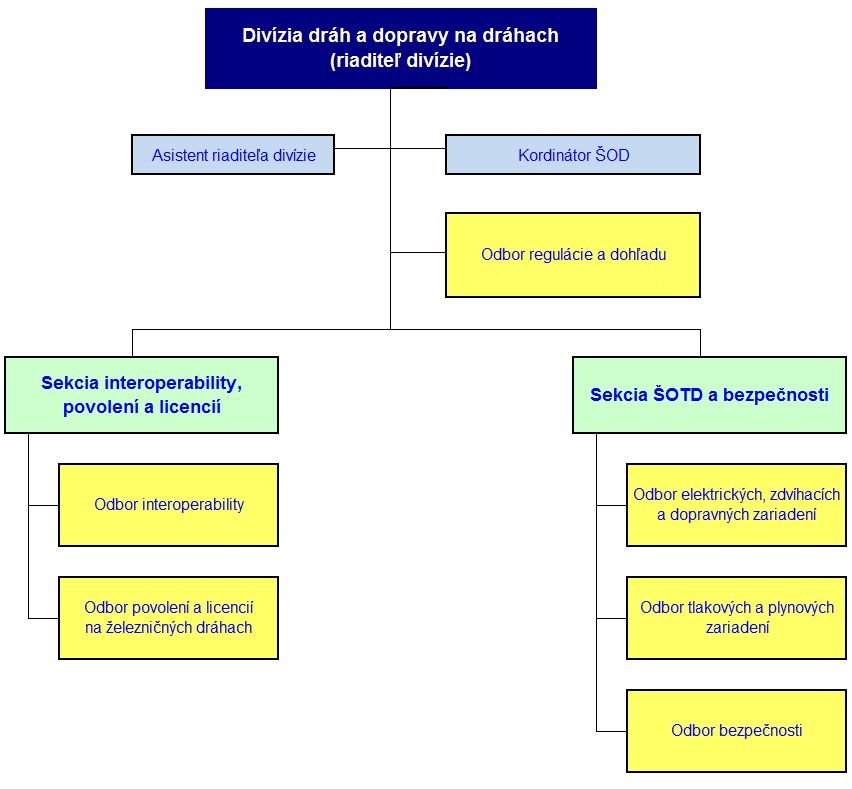 Divízia dráh a dopravy na dráhach
(riaditeľ divízie)
Asistent riaditeľa divízie
Kordinátor ŠOD
Odbor regulácie a dohľadu
Sekcia interoperability,
povolení a licencií
Sekcia ŠOTD a bezpečnosti
Odbor interoperability
Odbor povolení a licencií
na železničných dráhach
Odbor elektrických, zdvíhacích
a dopravných zariadení
Odbor tlakových a plynových
zariadení
Odbor bezpečnosti